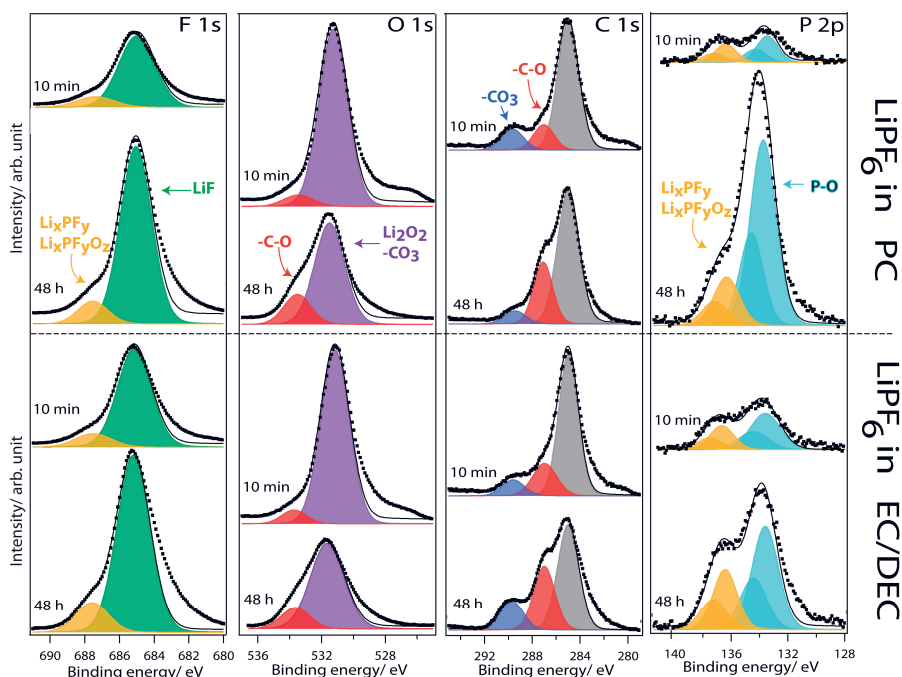 F 1s
O 1s
C 1s
P 2p
10 min
10 min
10 min
10 min
-C-O
-CO3
LiF
LixPFy
LixPFyOz
48 h
-C-O
Li2O2
-CO3
48 h
48 h
LixPFy
LixPFyOz
P-O
48 h
Intensity/ arb. unit
LiPF6 in PC
10 min
10 min
10 min
10 min
48 h
48 h
48 h
48 h
Intensity/ arb. unit
LiPF6 in EC/DEC
690 688 686 684 682 680
536 532 528
292 288 284 280
140 136 132 128
Binding energy/ eV
Binding energy/ eV
Binding energy/ eV
Binding energy/ eV